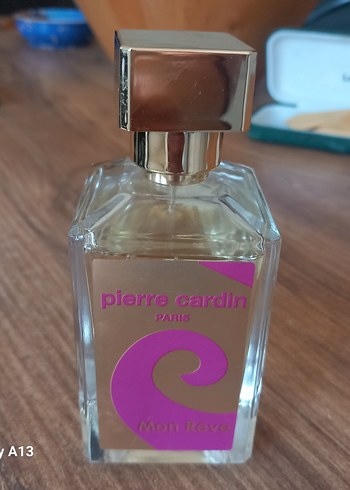 pierre cardin
PARIS
Mon Rêve
y A13